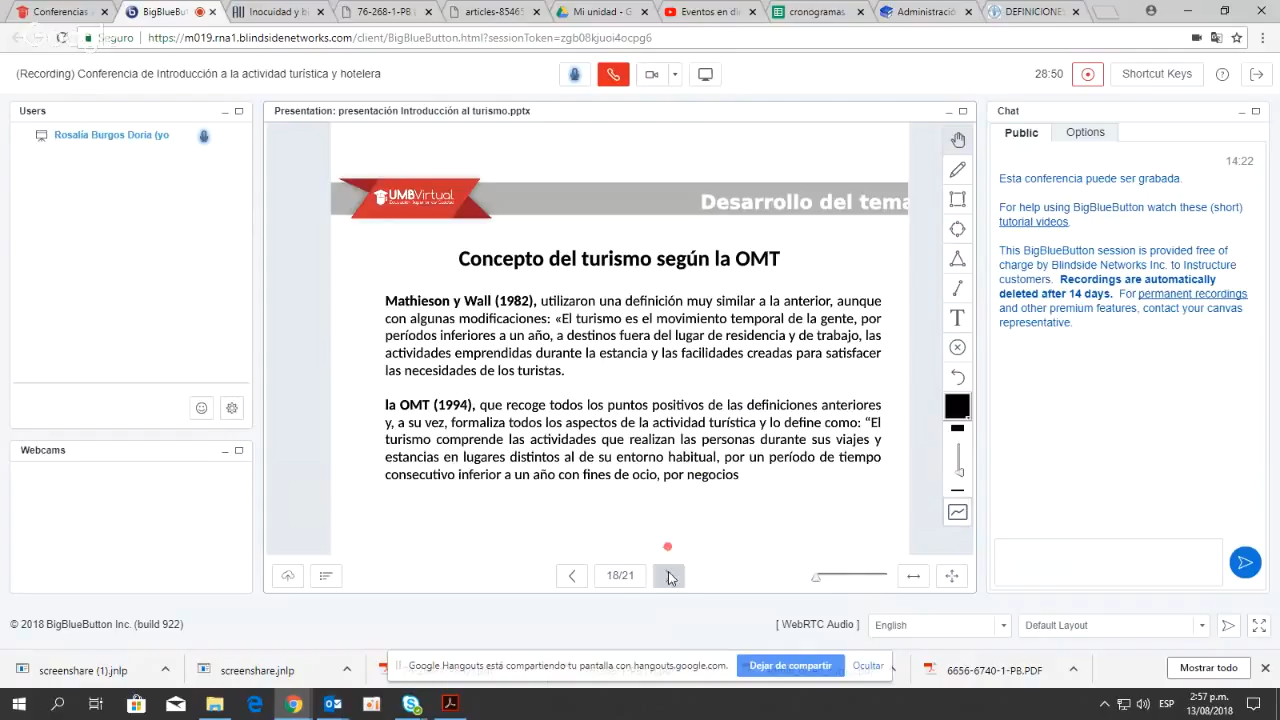 Conferencias
BigBlueButt
Inocuidad y bi
76-268-1-PB
articles-85465
Mi unidad - G
Eventos en di
cronogramas
Administració
DEFINICIONE
https://m019.rna1.blindsidenetworks.com/client/BigBlueButton.html?sessionToken=zgb08kjuoi4ocpg6
(Recording) Conferencia de Introducción a la actividad turística y hotelera
28:50
Shortcut Keys
Users
Rosalía Burgos Doria (yo
Webcams
Presentation: presentación Introducción al turismo.pptx
UMBVirtual
Desarrollo del tema
Concepto del turismo según la OMT
Mathieson y Wall (1982), utilizaron una definición muy similar a la anterior, aunque
con algunas modificaciones: «El turismo es el movimiento temporal de la gente, por
períodos inferiores a un año, a destinos fuera del lugar de residencia y de trabajo, las
actividades emprendidas durante la estancia y las facilidades creadas para satisfacer
las necesidades de los turistas.
la OMT (1994), que recoge todos los puntos positivos de las definiciones anteriores
y, a su vez, formaliza todos los aspectos de la actividad turística y lo define como: “El
turismo comprende las actividades que realizan las personas durante sus viajes y
estancias en lugares distintos al de su entorno habitual, por un período de tiempo
consecutivo inferior a un año con fines de ocio, por negocios
18/21
T
Chat
Public
Options
14:22
Esta conferencia puede ser grabada.
For help using BigBlueButton watch these (short)
tutorial videos.
This BigBlueButton session is provided free of
charge by Blindside Networks Inc. to Instructure
customers. Recordings are automatically
deleted after 14 days. For permanent recordings
and other premium features, contact your canvas
representative.
© 2018 BigBlueButton Inc. (build 922)
[ WebRTC Audio ]
English
Default Layout
screenshare (1).jnlp
screenshare.jnlp
Google Hangouts está compartiendo tu pantalla con hangouts.google.com.
Dejar de compartir
Ocultar
6656-6740-1-PB.PDF
Mostrar todo
ESP
2:57 p.m.
13/08/2018